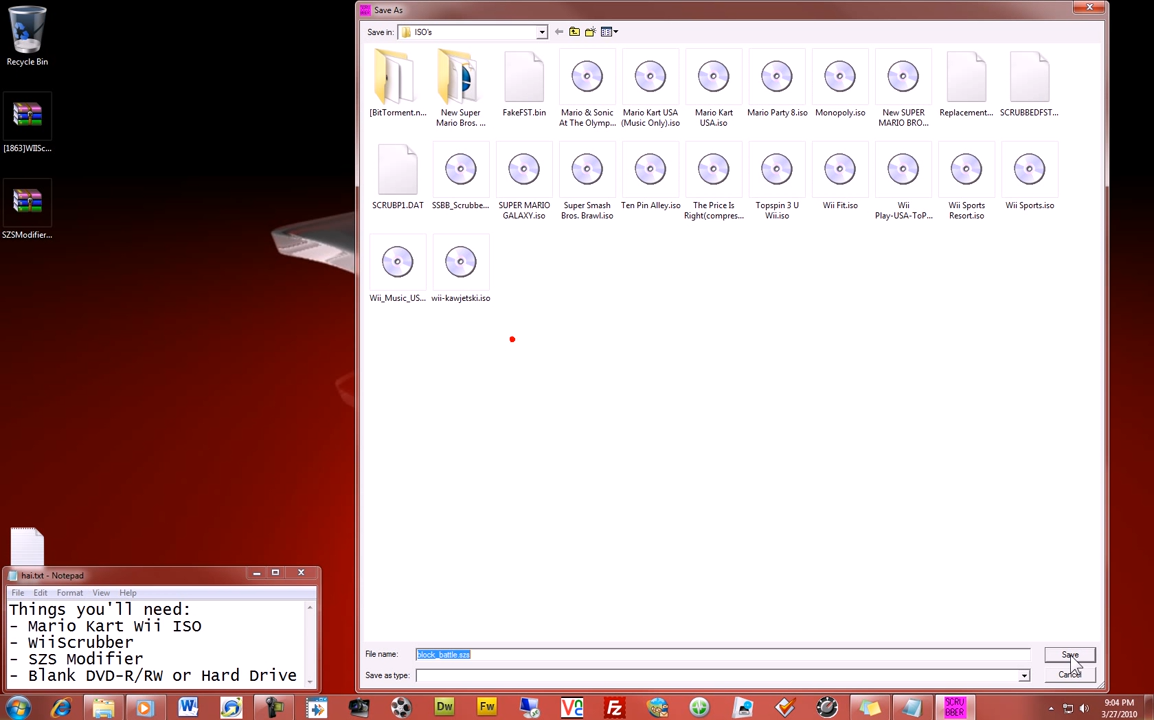 Save As
Recycle Bin
Save in:
ISO's
[BitTorment.n...
New Super
Mario Bros. ...
FakeFST.bin
Mario & Sonic
At The Olymp...
Mario Kart USA
(Music Only).iso
Mario Kart
USA.iso
Mario Party 8.iso
Monopoly.iso
New SUPER
MARIO BRO...
Replacement...
SCRUBBEDFST...
[1863]WIISc...
SCRUBP1.DAT
SSBB_Scrubbe...
SUPER MARIO
GALAXY.iso
Super Smash
Bros. Brawl.iso
Ten Pin Alley.iso
The Price Is
Right(compres...
Topspin 3 U
Wii.iso
Wii Fit.iso
Wii
Play-USA-ToP...
Wii Sports
Resort.iso
Wii Sports.iso
SZSModifier...
Wii_Music_US...
wii-kawjetski.iso
hai.txt - Notepad
File Edit Format View Help
Things you'll need:
- Mario Kart Wii ISO
- WiiScrubber
- SZS Modifier
- Blank DVD-R/RW or Hard Drive
File name:
block_battle.szs
Save
Save as type:
Cancel
Dw
Fw
SCRU
BBER
9:04 PM
3/27/2010